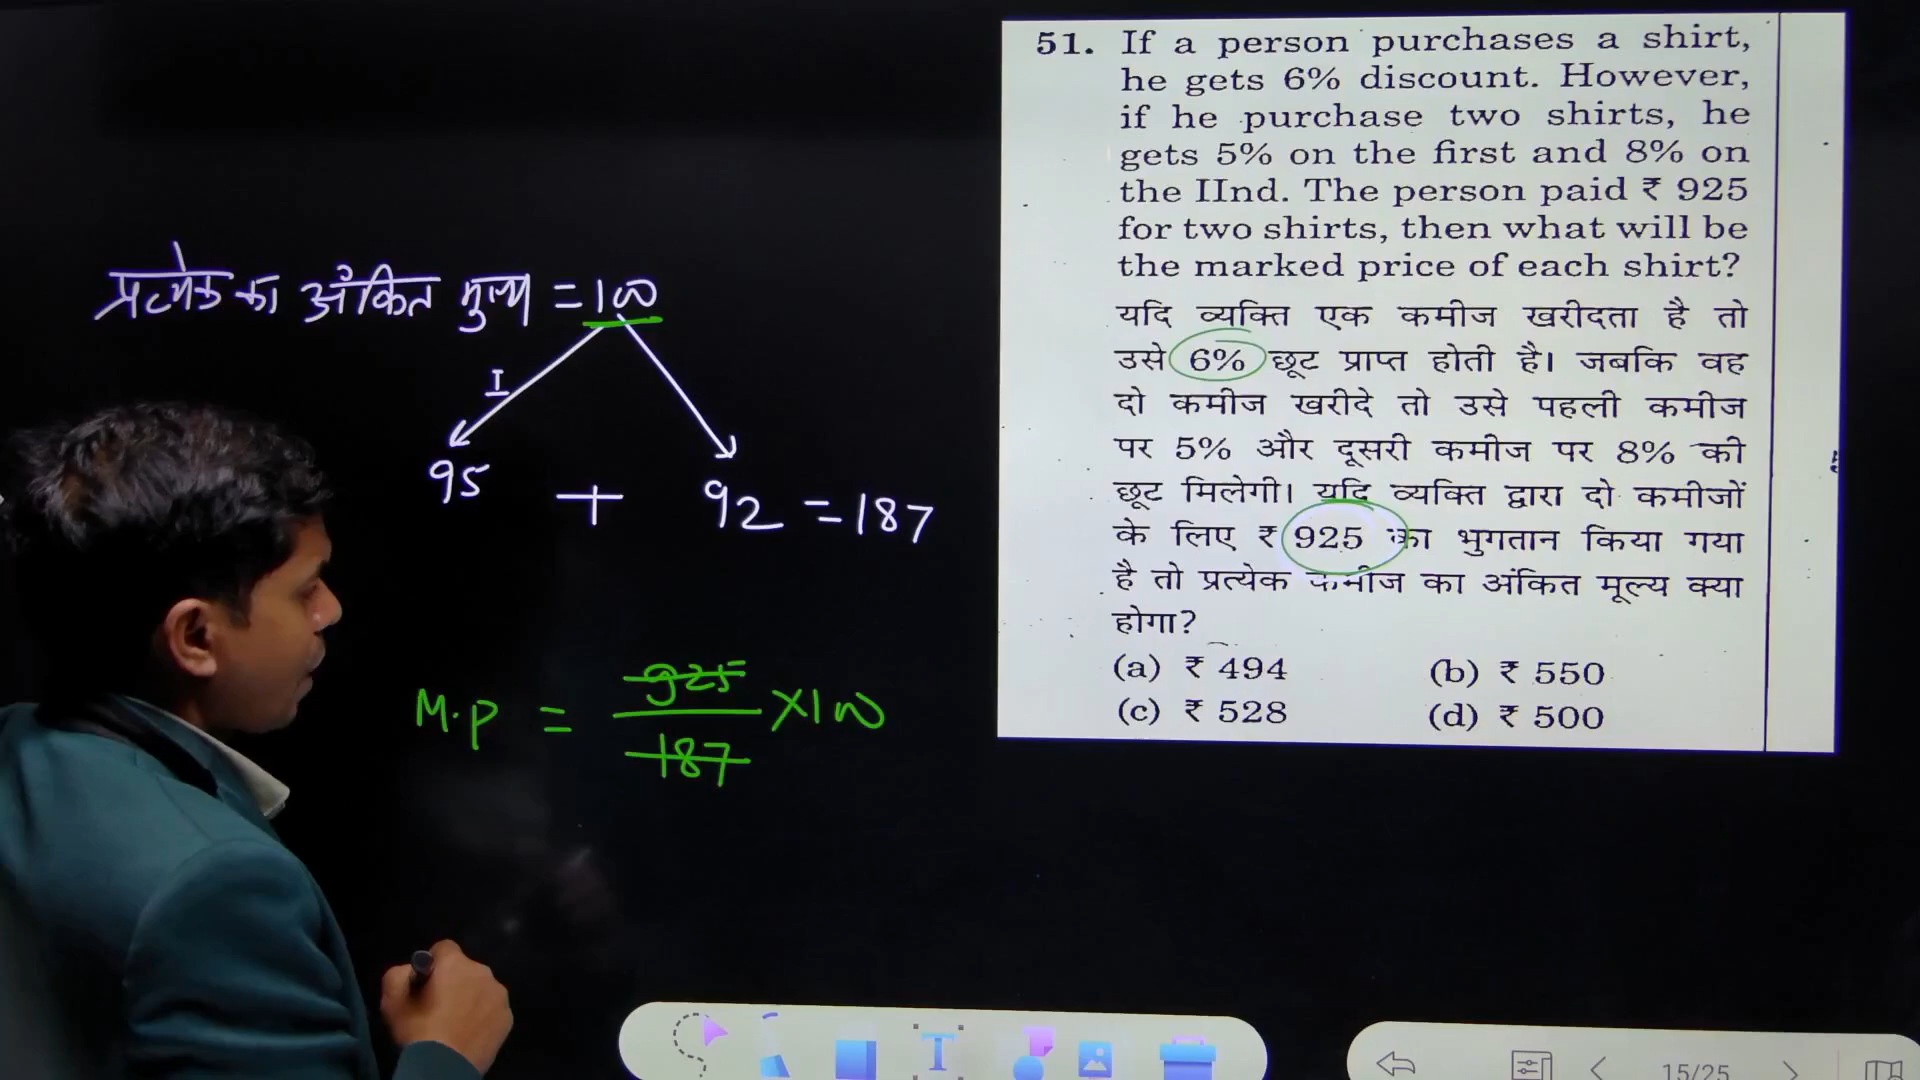 प्रत्येक का अंकित मुल्य = 100
I
95 + 92 = 187
M.P = 925 × 100
187
51. If a person purchases a shirt,
he gets 6% discount. However,
if he purchase two shirts, he
gets 5% on the first and 8% on
the IInd. The person paid ₹ 925
for two shirts, then what will be
the marked price of each shirt?
यदि व्यक्ति एक कमीज खरीदता है तो
उसे 6% छूट प्राप्त होती है। जबकि वह
दो कमीज खरीदे तो उसे पहली कमीज
पर 5% और दूसरी कमीज पर 8% की
छूट मिलेगी। यदि व्यक्ति द्वारा दो कमीजों
के लिए ₹ 925 का भुगतान किया गया
है तो प्रत्येक कमीज का अंकित मूल्य क्या
होगा?
(a) ₹ 494 (b) ₹ 550
(c) ₹ 528 (d) ₹ 500
T
15/25